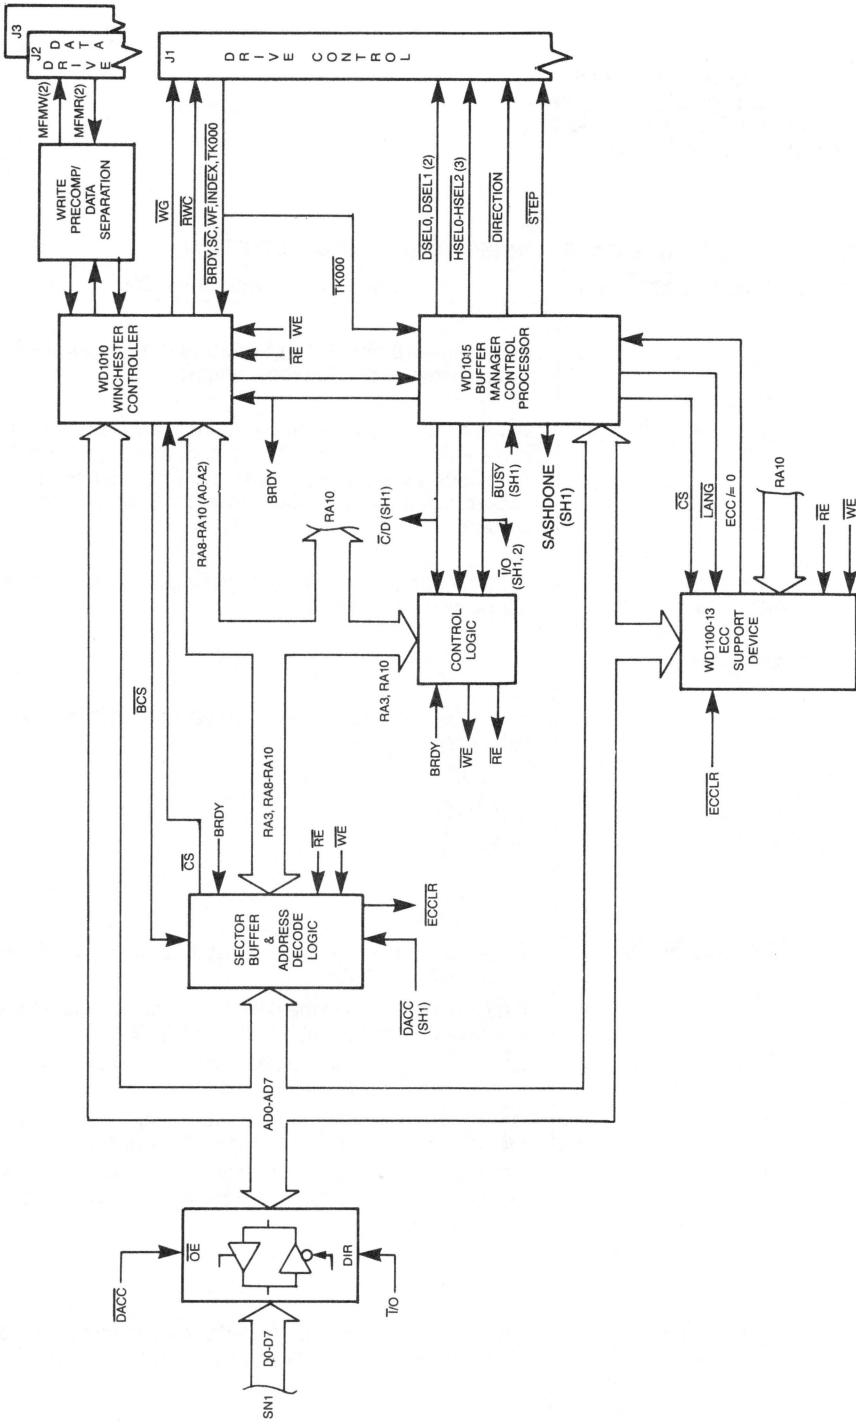 J3
J2
DATA
DRIVE
J1
DRIVE CONTROL
MFMW(2)
MFMR(2)
WRITE
PRECOMP/
DATA
SEPARATION
WG
RWC
BRDY,SC,WF,INDEX,TK000
TK000
DSEL0, DSEL1 (2)
HSEL0-HSEL2 (3)
DIRECTION
STEP
WD1010
WINCHESTER
CONTROLLER
RE
WE
BRDY
WD1015
BUFFER
MANAGER
CONTROL
PROCESSOR
RA8-RA10 (A0-A2)
RA10
C/D (SH1)
BUSY
(SH1)
SASHDONE
(SH1)
I/O
(SH1, 2)
CS
LANG
ECC/= 0
RA10
BCS
RA3, RA8-RA10
RA3, RA10
CONTROL
LOGIC
BRDY
WE
RE
WD1100-13
ECC
SUPPORT
DEVICE
RE
WE
ECCLR
CS
BRDY
RE
WE
SECTOR
BUFFER
&
ADDRESS
DECODE
LOGIC
ECCLR
DACC
(SH1)
AD0-AD7
DACC
OE
DIR
I/O
D0-D7
SN1